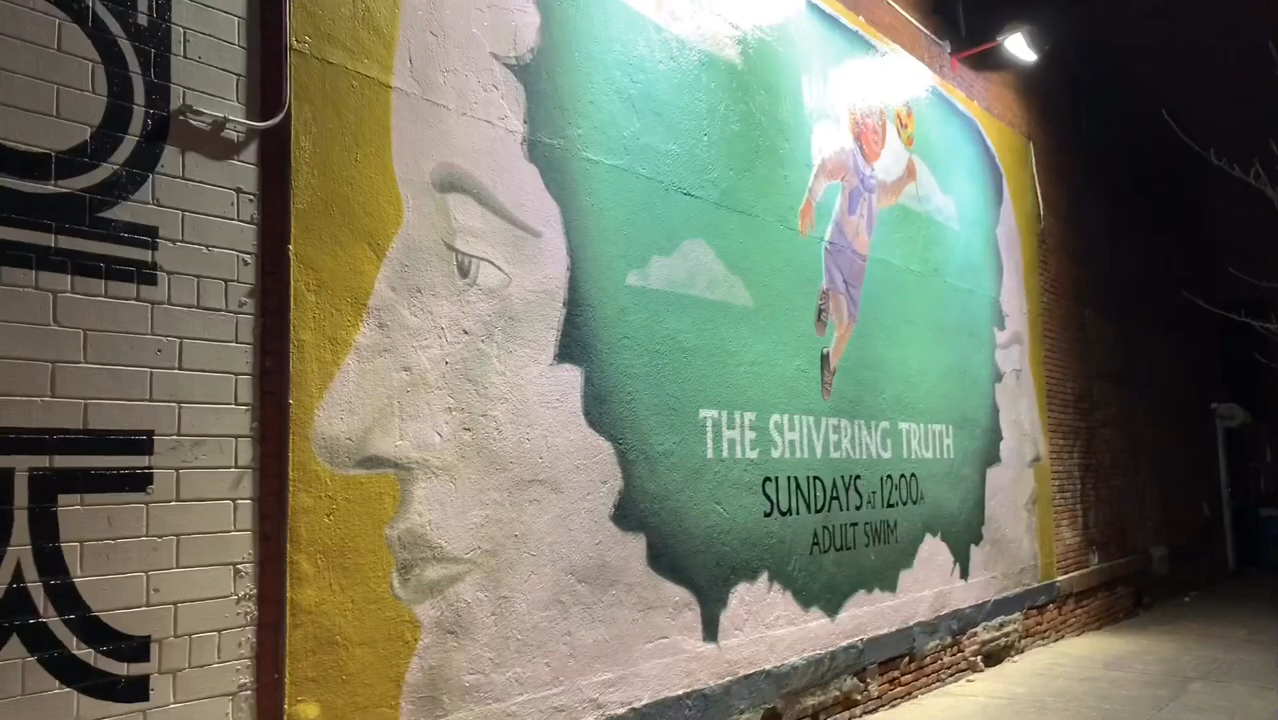 THE SHIVERING TRUTH
SUNDAYS AT 12:00A
ADULT SWIM